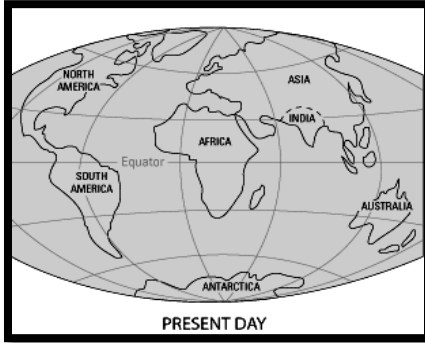 NORTH
AMERICA
ASIA
INDIA
AFRICA
Equator
SOUTH
AMERICA
AUSTRALIA
ANTARCTICA
PRESENT DAY